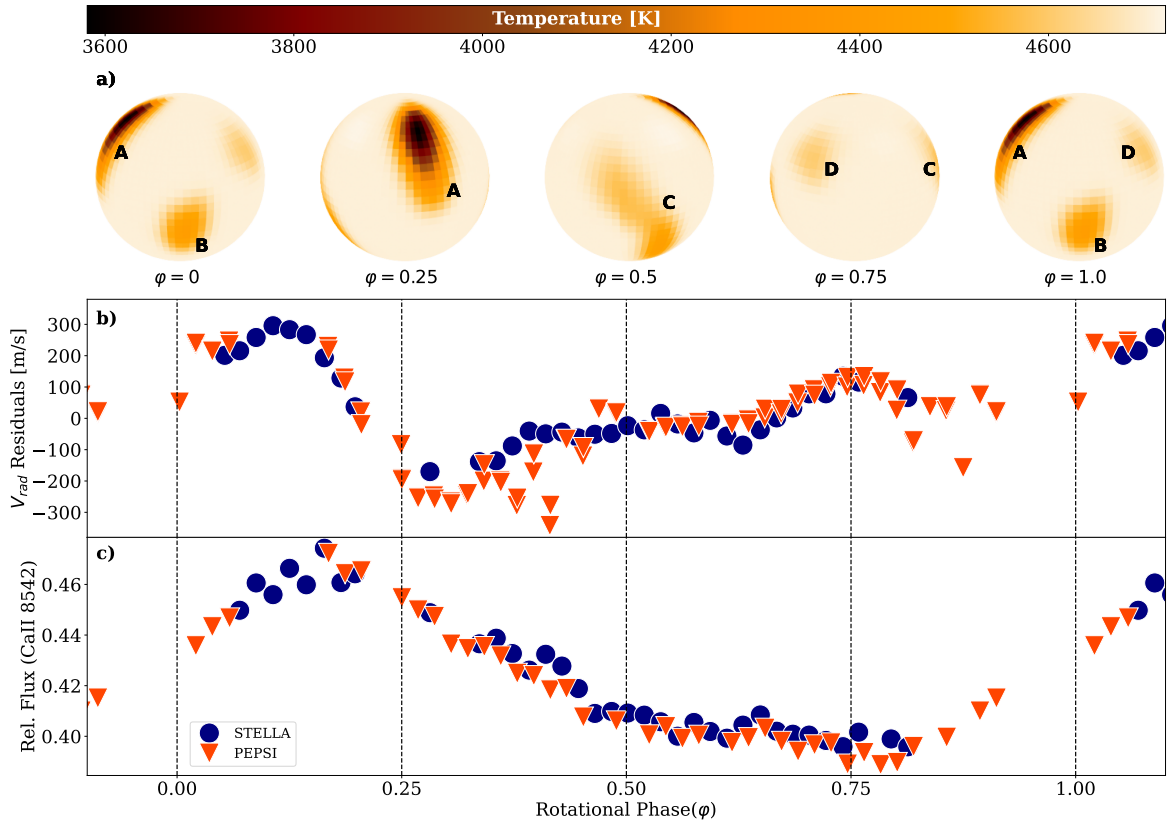 Temperature [K]
3600 3800 4000 4200 4400 4600
a)
A B
A
C
D C
A D B
φ = 0 φ = 0.25 φ = 0.5 φ = 0.75 φ = 1.0
b)
V_rad Residuals [m/s]
300
200
100
0
−100
−200
−300
c)
Rel. Flux (CaII 8542)
0.46
0.44
0.42
0.40
STELLA
PEPSI
0.00 0.25 0.50 0.75 1.00
Rotational Phase(φ)